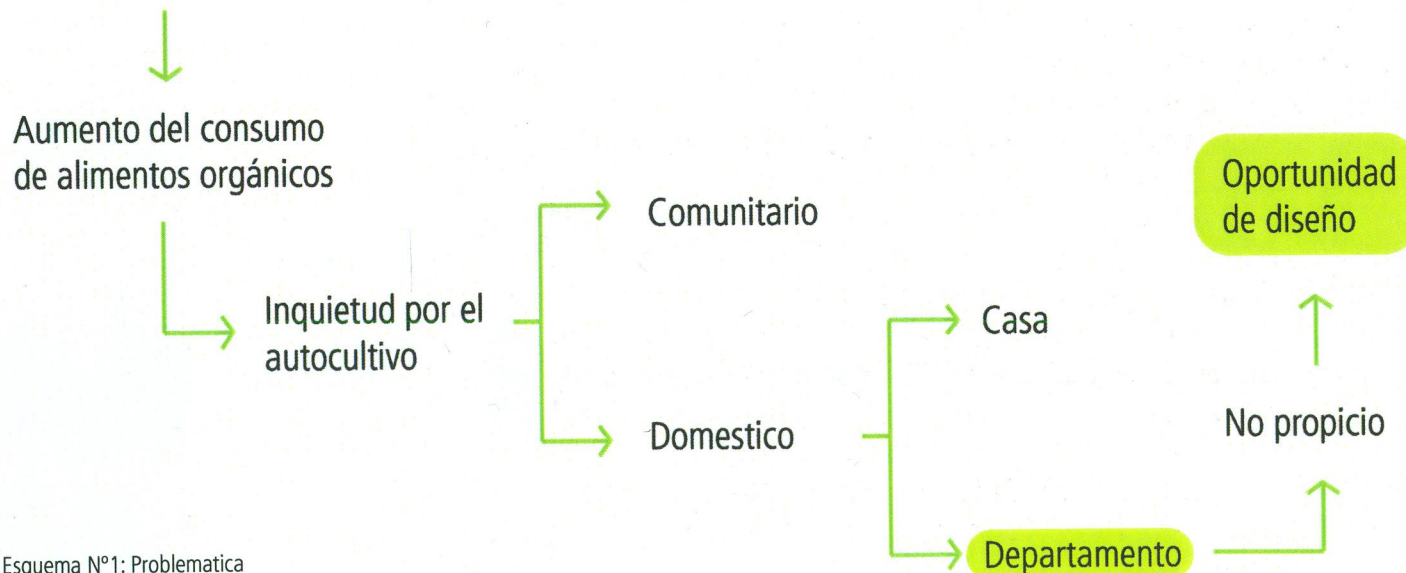 Aumento del consumo
de alimentos orgánicos
Inquietud por el
autocultivo
Comunitario
Domestico
Casa
Departamento
No propicio
Oportunidad
de diseño
Esquema Nº1: Problematica